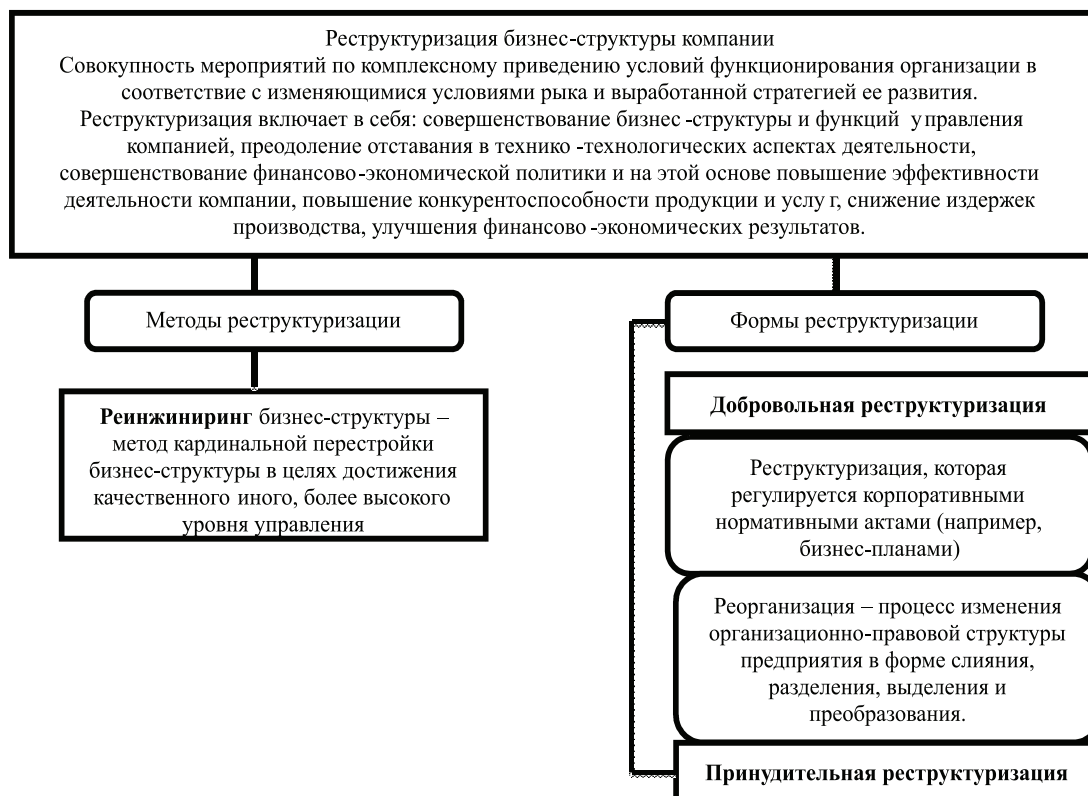 Реструктуризация бизнес-структуры компании
Совокупность мероприятий по комплексному приведению условий функционирования организации в
соответствие с изменяющимися условиями рыка и выработанной стратегией ее развития.
Реструктуризация включает в себя: совершенствование бизнес -структуры и функций управления
компанией, преодоление отставания в технико -технологических аспектах деятельности,
совершенствование финансово-экономической политики и на этой основе повышение эффективности
деятельности компании, повышение конкурентоспособности продукции и услуг, снижение издержек
производства, улучшения финансово -экономических результатов.
Методы реструктуризации
Реинжиниринг бизнес-структуры –
метод кардинальной перестройки
бизнес-структуры в целях достижения
качественного иного, более высокого
уровня управления
Формы реструктуризации
Добровольная реструктуризация
Реструктуризация, которая
регулируется корпоративными
нормативными актами (например,
бизнес-планами)
Реорганизация – процесс изменения
организационно-правовой структуры
предприятия в форме слияния,
разделения, выделения и
преобразования.
Принудительная реструктуризация